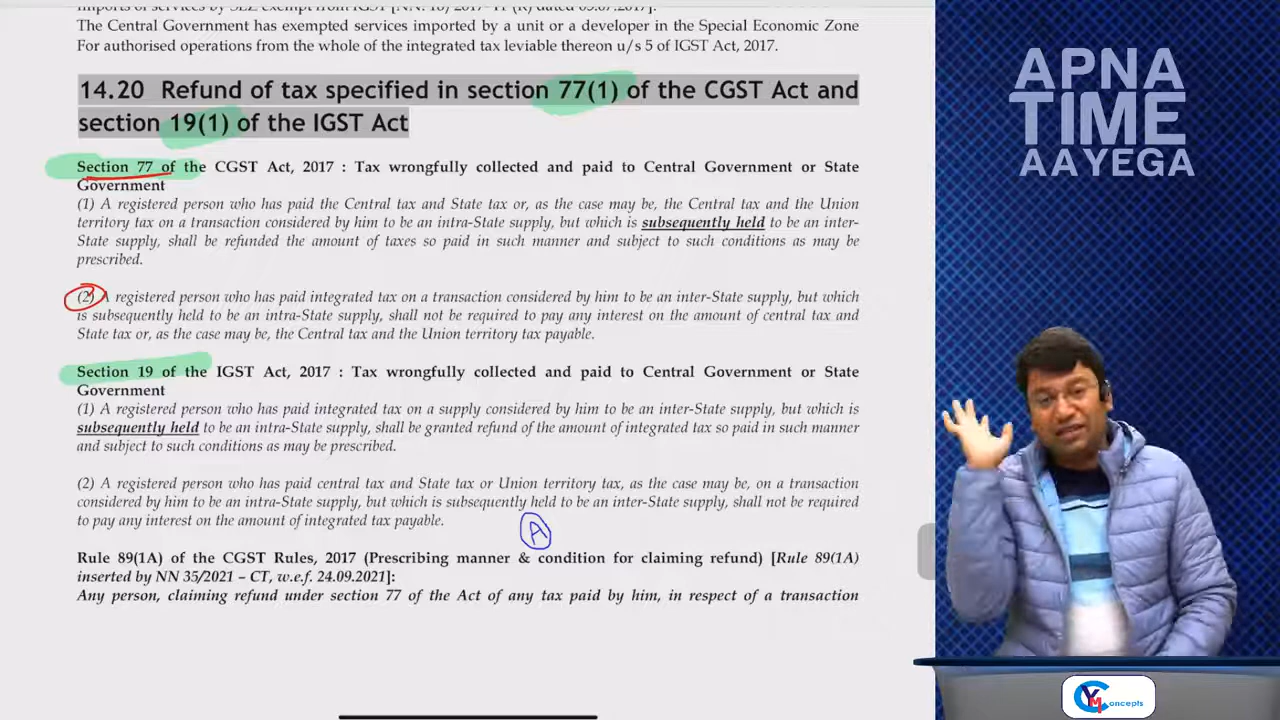 imports of services by SEZ exempt from IGST [NN. 18/ 2017-IT (R) dated 05.07.2017].
The Central Government has exempted services imported by a unit or a developer in the Special Economic Zone
For authorised operations from the whole of the integrated tax leviable thereon u/s 5 of IGST Act, 2017.
14.20 Refund of tax specified in section 77(1) of the CGST Act and
section 19(1) of the IGST Act
Section 77 of the CGST Act, 2017 : Tax wrongfully collected and paid to Central Government or State
Government
(1) A registered person who has paid the Central tax and State tax or, as the case may be, the Central tax and the Union
territory tax on a transaction considered by him to be an intra-State supply, but which is subsequently held to be an inter-
State supply, shall be refunded the amount of taxes so paid in such manner and subject to such conditions as may be
prescribed.
(2) A registered person who has paid integrated tax on a transaction considered by him to be an inter-State supply, but which
is subsequently held to be an intra-State supply, shall not be required to pay any interest on the amount of central tax and
State tax or, as the case may be, the Central tax and the Union territory tax payable.
Section 19 of the IGST Act, 2017 : Tax wrongfully collected and paid to Central Government or State
Government
(1) A registered person who has paid integrated tax on a supply considered by him to be an inter-State supply, but which is
subsequently held to be an intra-State supply, shall be granted refund of the amount of integrated tax so paid in such manner
and subject to such conditions as may be prescribed.
(2) A registered person who has paid central tax and State tax or Union territory tax, as the case may be, on a transaction
considered by him to be an intra-State supply, but which is subsequently held to be an inter-State supply, shall not be required
to pay any interest on the amount of integrated tax payable.
A
Rule 89(1A) of the CGST Rules, 2017 (Prescribing manner & condition for claiming refund) [Rule 89(1A)
inserted by NN 35/2021 – CT, w.e.f. 24.09.2021]:
Any person, claiming refund under section 77 of the Act of any tax paid by him, in respect of a transaction
APNA
TIME
AAYEGA
YM Concepts